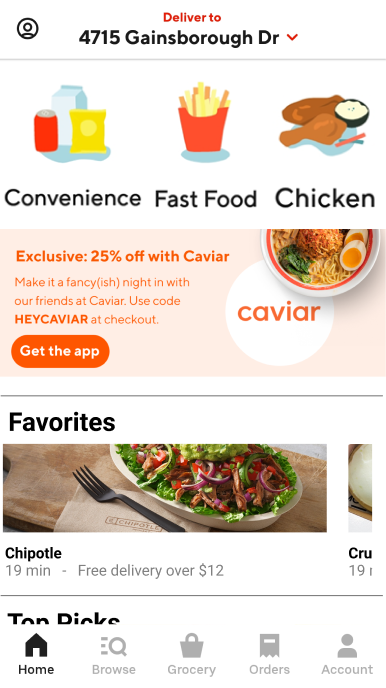 Deliver to
4715 Gainsborough Dr
Convenience Fast Food Chicken
Exclusive: 25% off with Caviar
Make it a fancy(ish) night in with
our friends at Caviar. Use code
HEYCAVIAR at checkout.
caviar
Get the app
Favorites
CHIPOTLE
Chipotle Cru
19 min - Free delivery over $12 19
Top Picks
Home Browse Grocery Orders Account